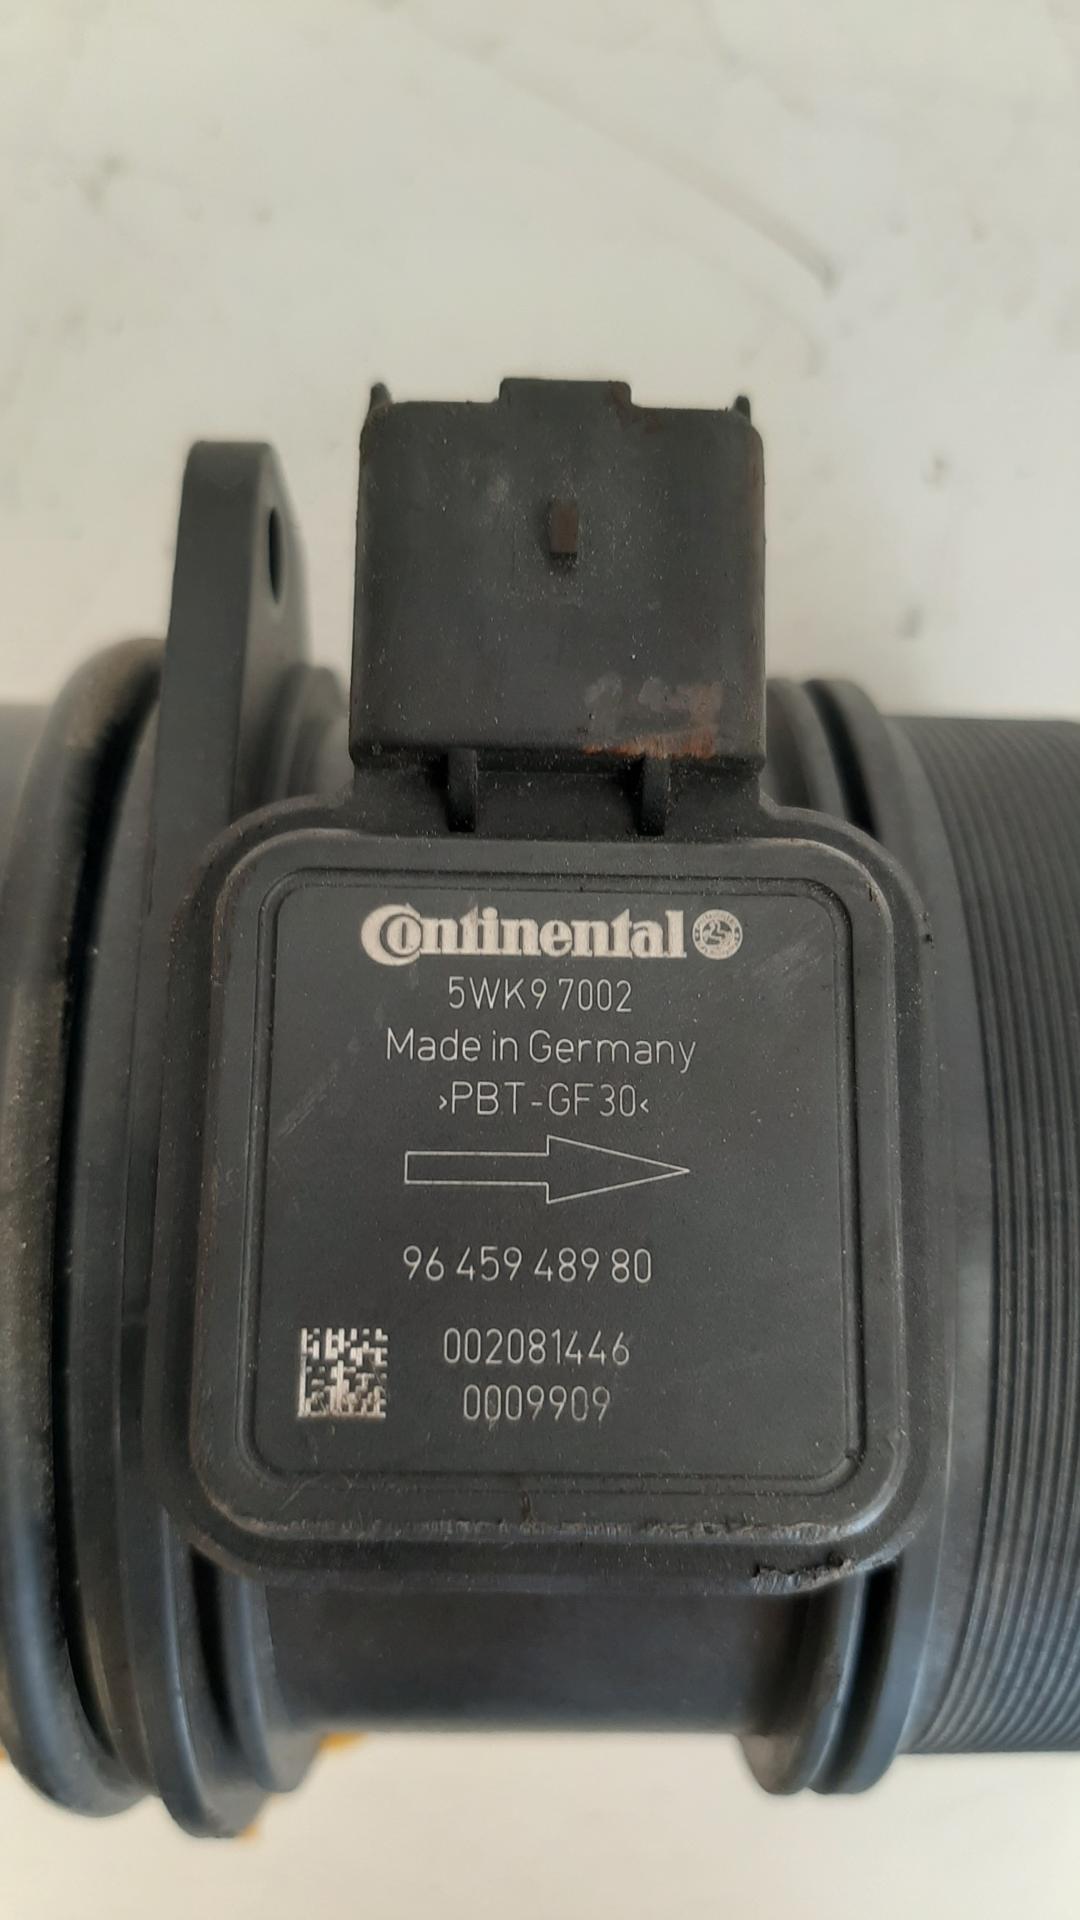 Continental
5WK9 7002
Made in Germany
>PBT-GF30<
96 459 489 80
002081446
0009909